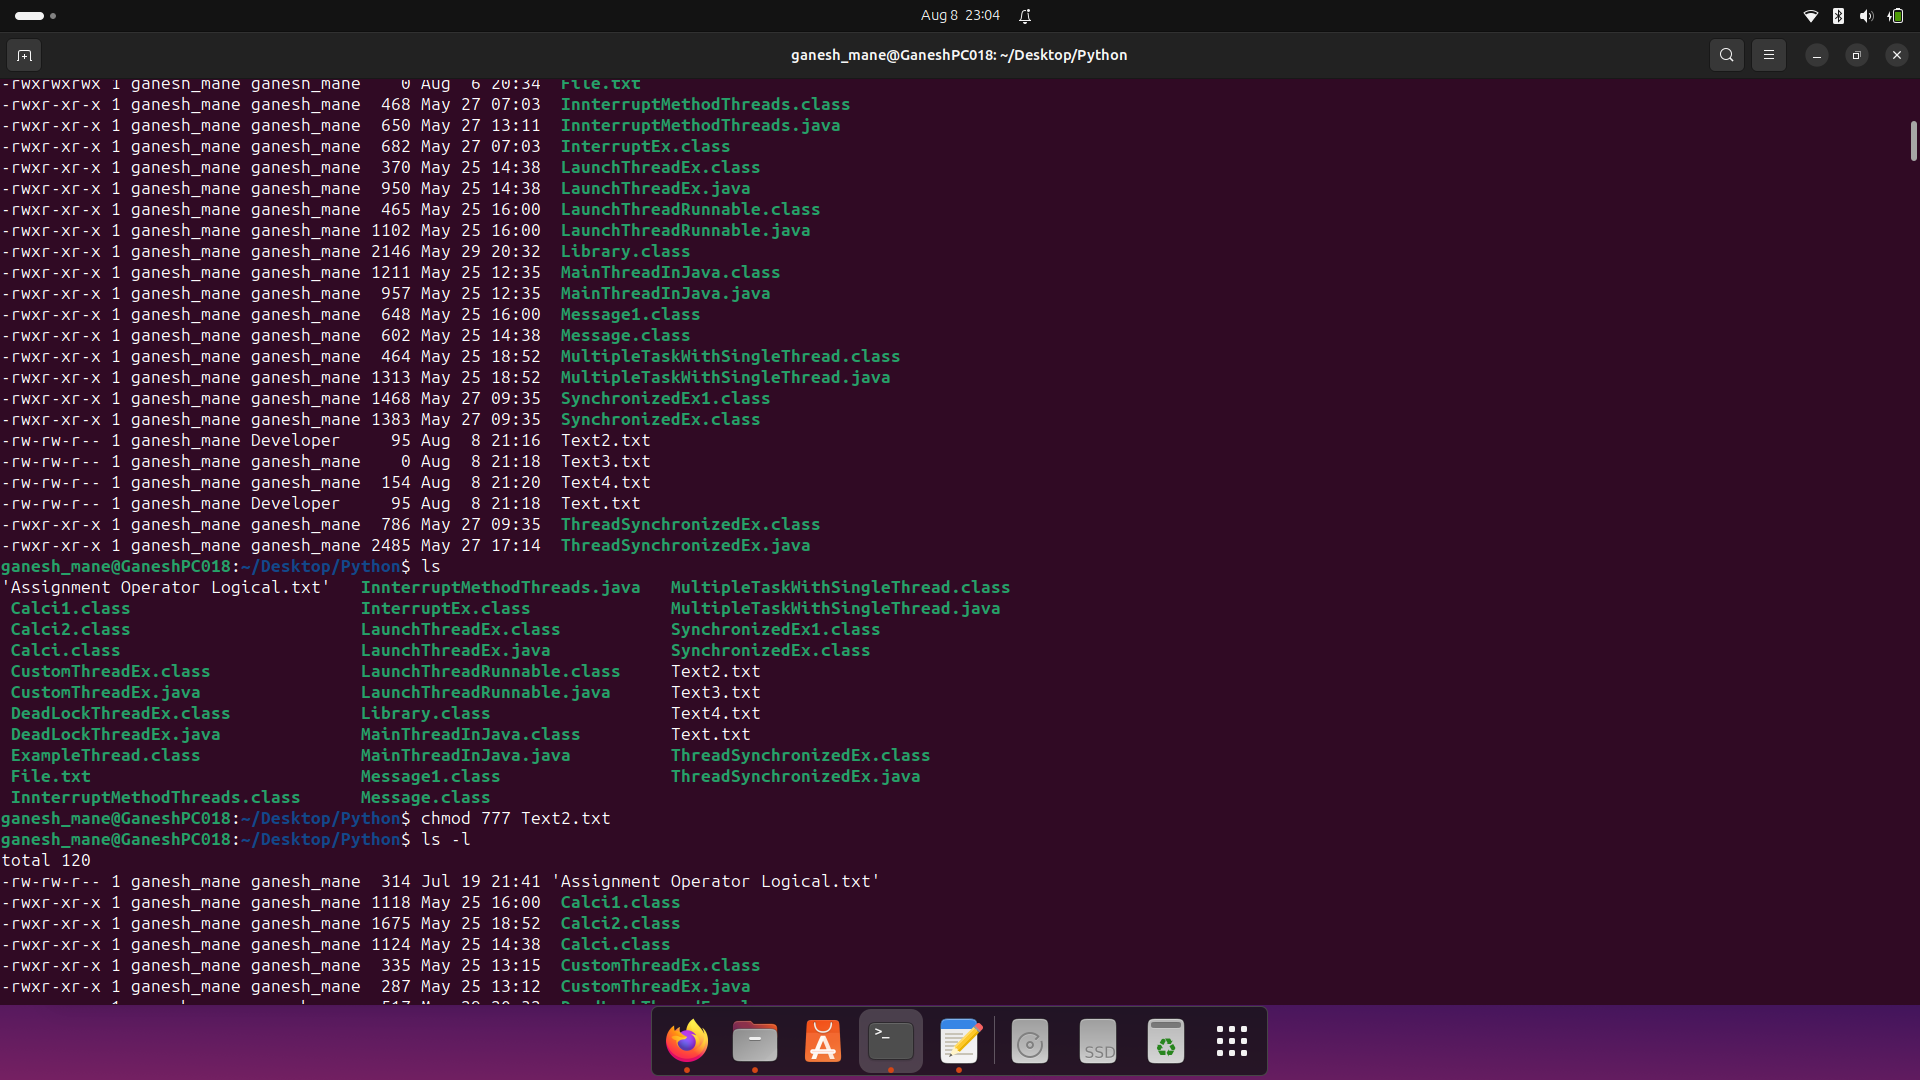 Aug 8 23:04
ganesh_mane@GaneshPC018: ~/Desktop/Python
-rwxrwxrwx 1 ganesh_mane ganesh_mane    0 Aug  6 20:34  File.txt
-rwxr-xr-x 1 ganesh_mane ganesh_mane  468 May 27 07:03  InnterruptMethodThreads.class
-rwxr-xr-x 1 ganesh_mane ganesh_mane  650 May 27 13:11  InnterruptMethodThreads.java
-rwxr-xr-x 1 ganesh_mane ganesh_mane  682 May 27 07:03  InterruptEx.class
-rwxr-xr-x 1 ganesh_mane ganesh_mane  370 May 25 14:38  LaunchThreadEx.class
-rwxr-xr-x 1 ganesh_mane ganesh_mane  950 May 25 14:38  LaunchThreadEx.java
-rwxr-xr-x 1 ganesh_mane ganesh_mane  465 May 25 16:00  LaunchThreadRunnable.class
-rwxr-xr-x 1 ganesh_mane ganesh_mane 1102 May 25 16:00  LaunchThreadRunnable.java
-rwxr-xr-x 1 ganesh_mane ganesh_mane 2146 May 29 20:32  Library.class
-rwxr-xr-x 1 ganesh_mane ganesh_mane 1211 May 25 12:35  MainThreadInJava.class
-rwxr-xr-x 1 ganesh_mane ganesh_mane  957 May 25 12:35  MainThreadInJava.java
-rwxr-xr-x 1 ganesh_mane ganesh_mane  648 May 25 16:00  Message1.class
-rwxr-xr-x 1 ganesh_mane ganesh_mane  602 May 25 14:38  Message.class
-rwxr-xr-x 1 ganesh_mane ganesh_mane  464 May 25 18:52  MultipleTaskWithSingleThread.class
-rwxr-xr-x 1 ganesh_mane ganesh_mane 1313 May 25 18:52  MultipleTaskWithSingleThread.java
-rwxr-xr-x 1 ganesh_mane ganesh_mane 1468 May 27 09:35  SynchronizedEx1.class
-rwxr-xr-x 1 ganesh_mane ganesh_mane 1383 May 27 09:35  SynchronizedEx.class
-rw-rw-r-- 1 ganesh_mane Developer     95 Aug  8 21:16  Text2.txt
-rw-rw-r-- 1 ganesh_mane ganesh_mane    0 Aug  8 21:18  Text3.txt
-rw-rw-r-- 1 ganesh_mane ganesh_mane  154 Aug  8 21:20  Text4.txt
-rw-rw-r-- 1 ganesh_mane Developer     95 Aug  8 21:18  Text.txt
-rwxr-xr-x 1 ganesh_mane ganesh_mane  786 May 27 09:35  ThreadSynchronizedEx.class
-rwxr-xr-x 1 ganesh_mane ganesh_mane 2485 May 27 17:14  ThreadSynchronizedEx.java
ganesh_mane@GaneshPC018:~/Desktop/Python$ ls
'Assignment Operator Logical.txt'   InnterruptMethodThreads.java   MultipleTaskWithSingleThread.class
 Calci1.class                       InterruptEx.class              MultipleTaskWithSingleThread.java
 Calci2.class                       LaunchThreadEx.class           SynchronizedEx1.class
 Calci.class                        LaunchThreadEx.java            SynchronizedEx.class
 CustomThreadEx.class               LaunchThreadRunnable.class     Text2.txt
 CustomThreadEx.java                LaunchThreadRunnable.java      Text3.txt
 DeadLockThreadEx.class             Library.class                  Text4.txt
 DeadLockThreadEx.java              MainThreadInJava.class         Text.txt
 ExampleThread.class                MainThreadInJava.java          ThreadSynchronizedEx.class
 File.txt                           Message1.class                 ThreadSynchronizedEx.java
 InnterruptMethodThreads.class      Message.class
ganesh_mane@GaneshPC018:~/Desktop/Python$ chmod 777 Text2.txt
ganesh_mane@GaneshPC018:~/Desktop/Python$ ls -l
total 120
-rw-rw-r-- 1 ganesh_mane ganesh_mane  314 Jul 19 21:41 'Assignment Operator Logical.txt'
-rwxr-xr-x 1 ganesh_mane ganesh_mane 1118 May 25 16:00  Calci1.class
-rwxr-xr-x 1 ganesh_mane ganesh_mane 1675 May 25 18:52  Calci2.class
-rwxr-xr-x 1 ganesh_mane ganesh_mane 1124 May 25 14:38  Calci.class
-rwxr-xr-x 1 ganesh_mane ganesh_mane  335 May 25 13:15  CustomThreadEx.class
-rwxr-xr-x 1 ganesh_mane ganesh_mane  287 May 25 13:12  CustomThreadEx.java
SSD